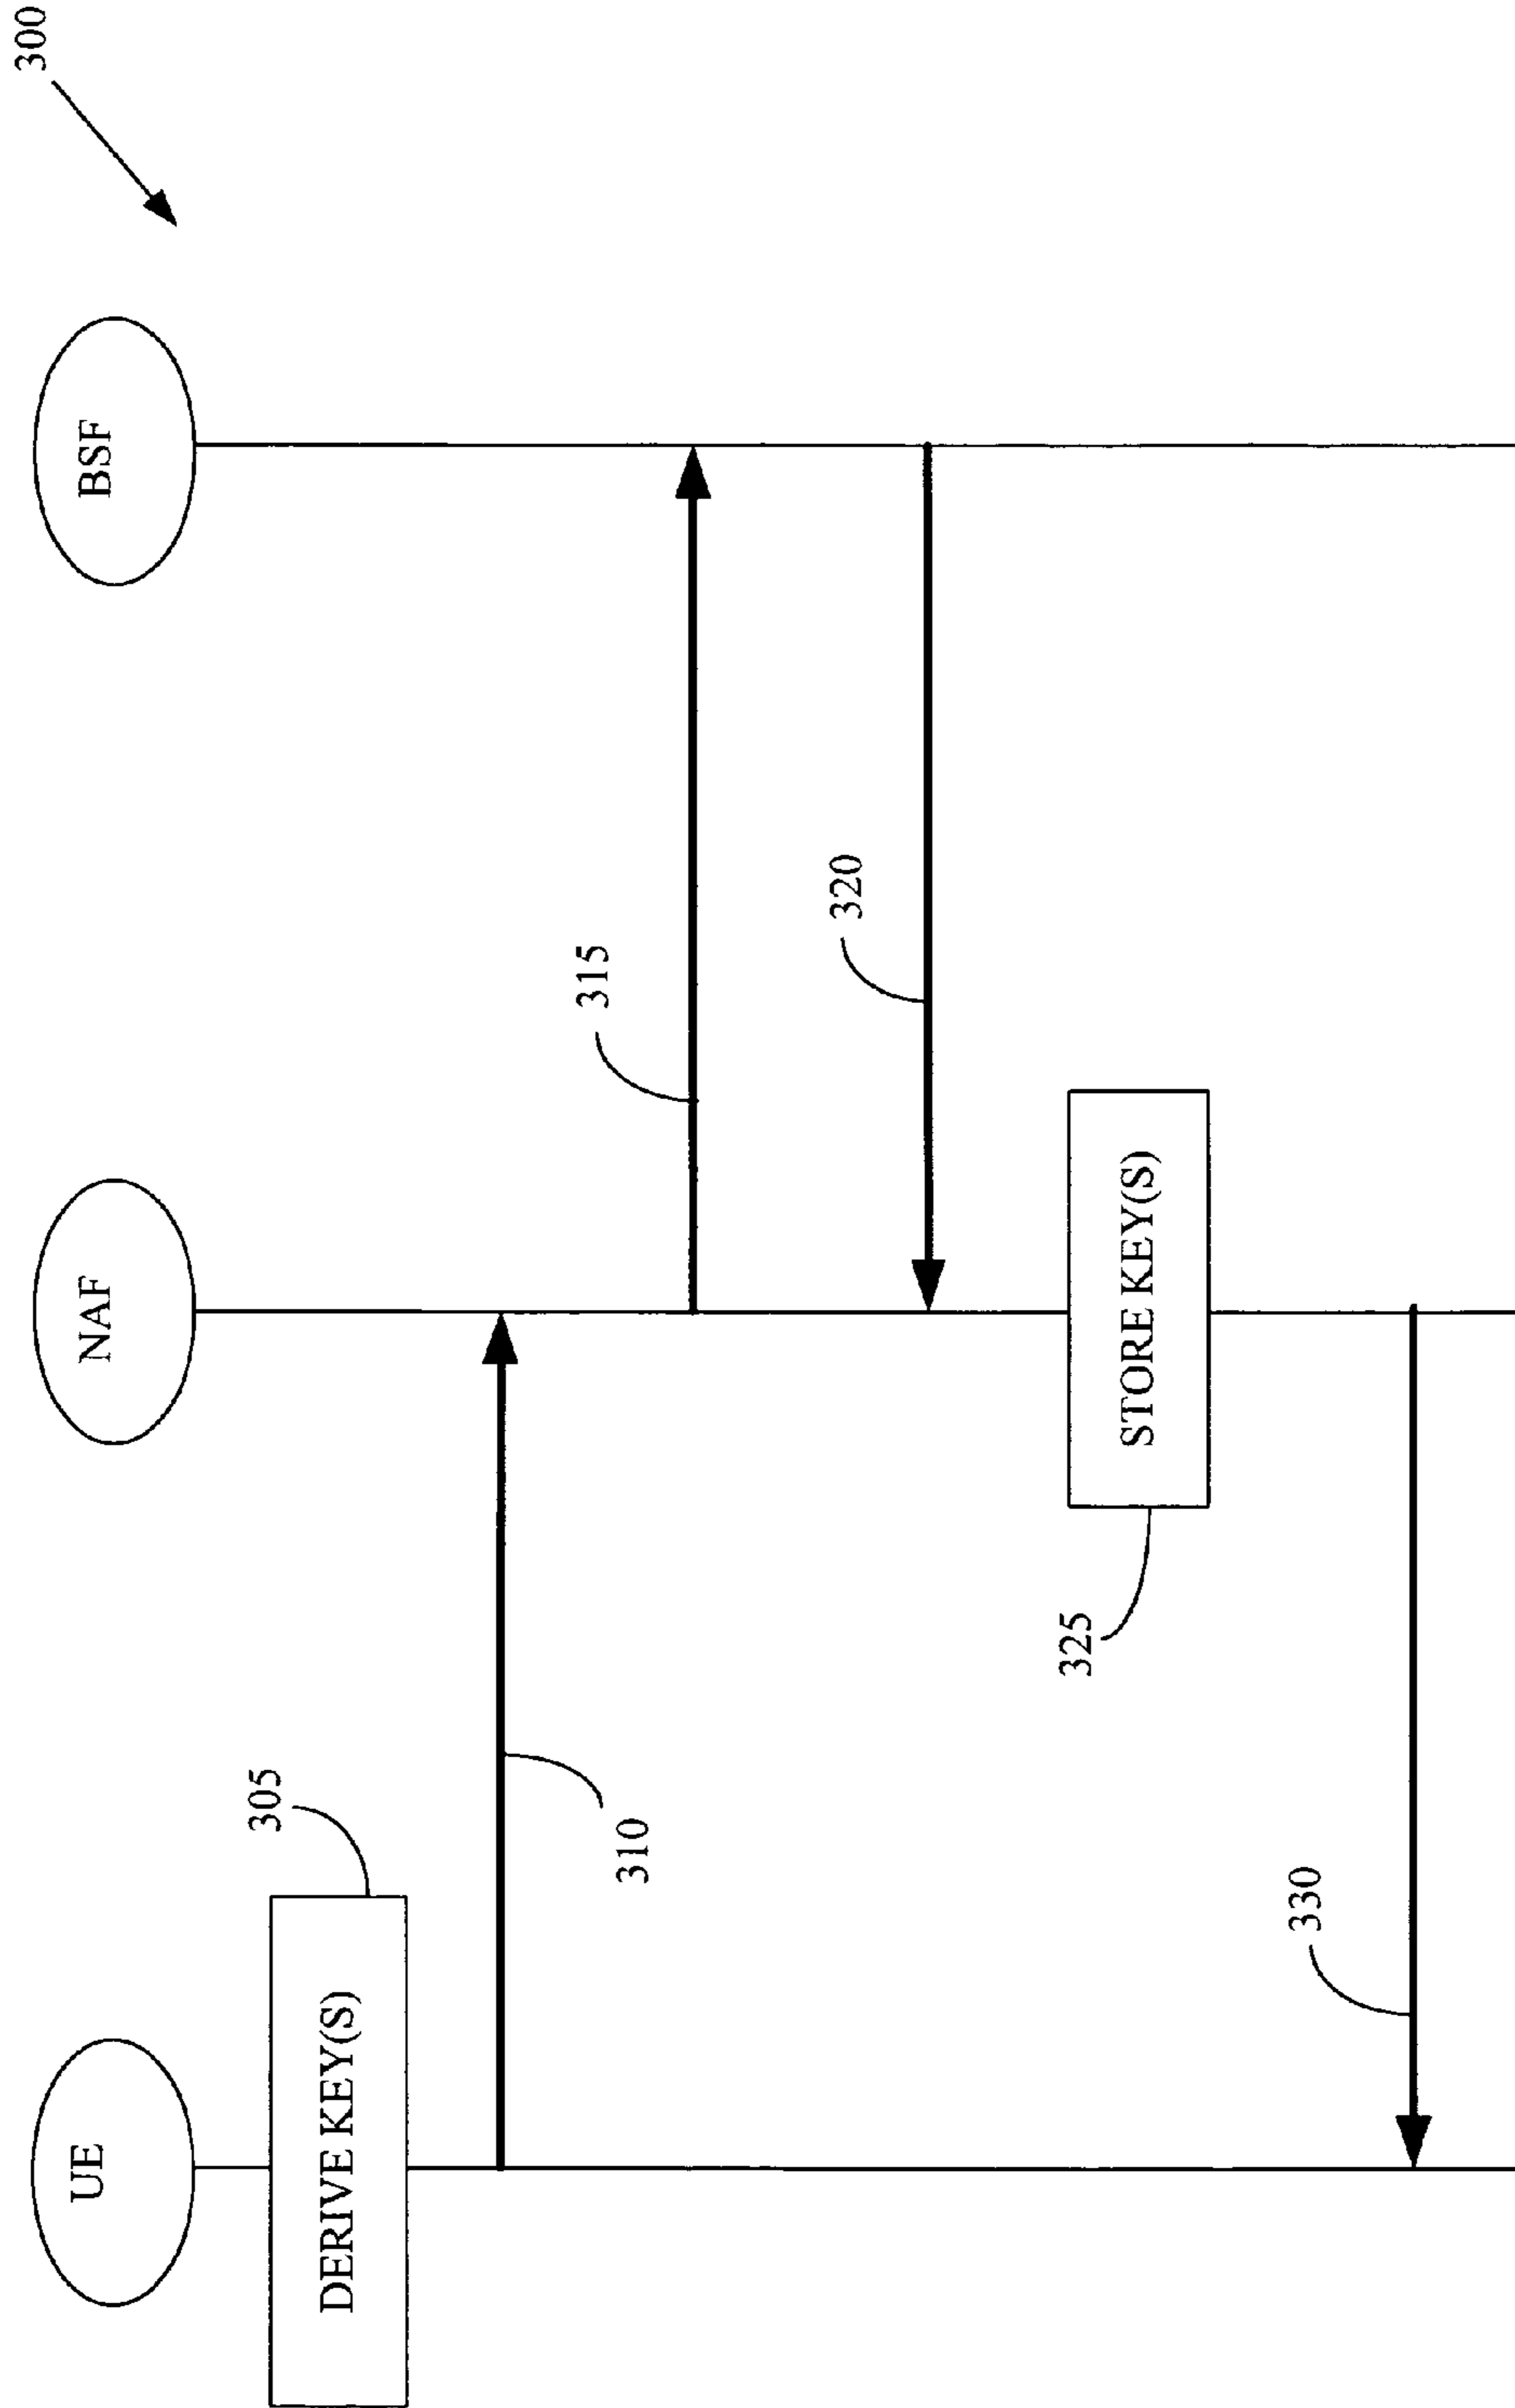 300
UE
NAF
BSF
DERIVE KEY(S)
305
310
315
320
STORE KEY(S)
325
330